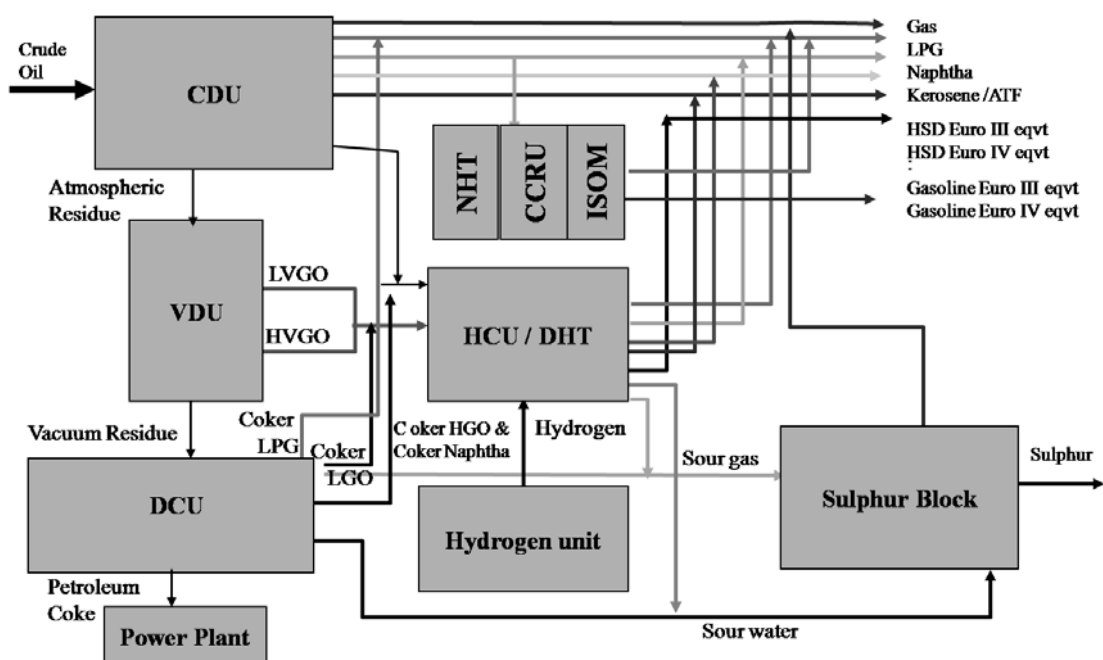 Crude
Oil
CDU
Gas
LPG
Naphtha
Kerosene /ATF
HSD Euro III eqvt
HSD Euro IV eqvt
Gasoline Euro III eqvt
Gasoline Euro IV eqvt
NHT
CCRU
ISOM
Atmospheric
Residue
LVGO
VDU
HVGO
HCU / DHT
Vacuum Residue
Coker
LPG
Coker
LGO
C oker HGO &
Coker Naphtha
Hydrogen
Sour gas
Sulphur
DCU
Hydrogen unit
Sulphur Block
Petroleum
Coke
Power Plant
Sour water